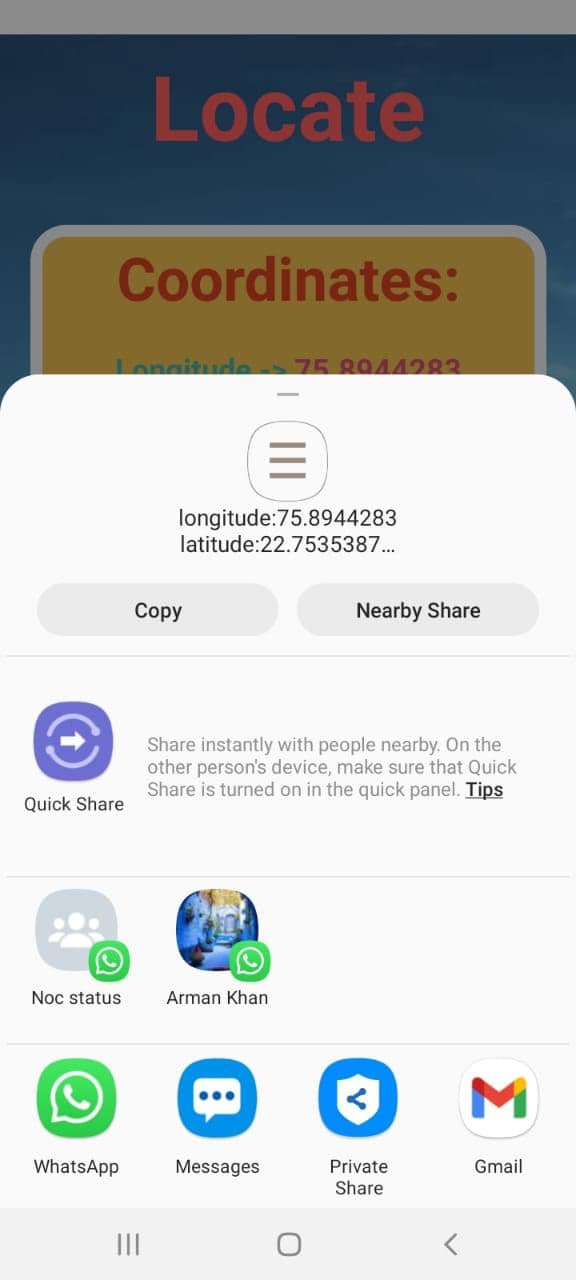 Locate
Coordinates:
Longitude -> 75.8944283
longitude:75.8944283
latitude:22.7535387...
Copy
Nearby Share
Share instantly with people nearby. On the
other person's device, make sure that Quick
Share is turned on in the quick panel. Tips
Quick Share
Noc status
Arman Khan
WhatsApp
Messages
Private
Share
Gmail